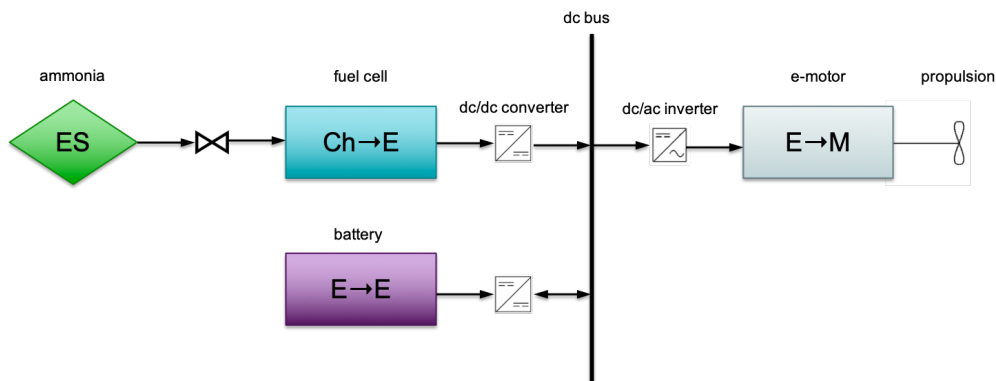 dc bus
ammonia
fuel cell
e-motor
propulsion
dc/dc converter
dc/ac inverter
ES
Ch→E
E→M
battery
E→E